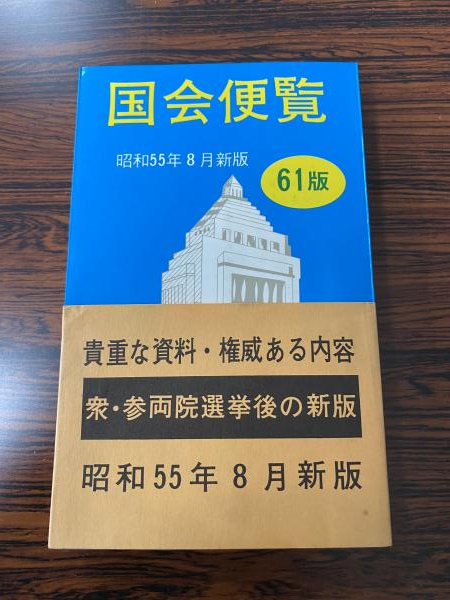 国会便覧
昭和55年8月新版
61版
貴重な資料・権威ある内容
衆・参両院選挙後の新版
昭和55年8月新版